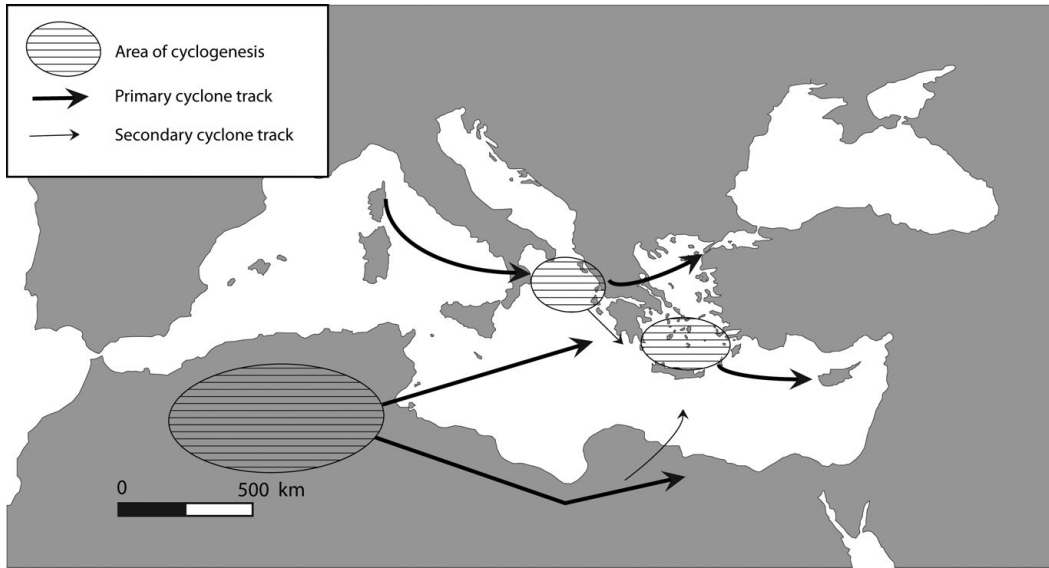 Area of cyclogenesis
Primary cyclone track
Secondary cyclone track
0 500 km